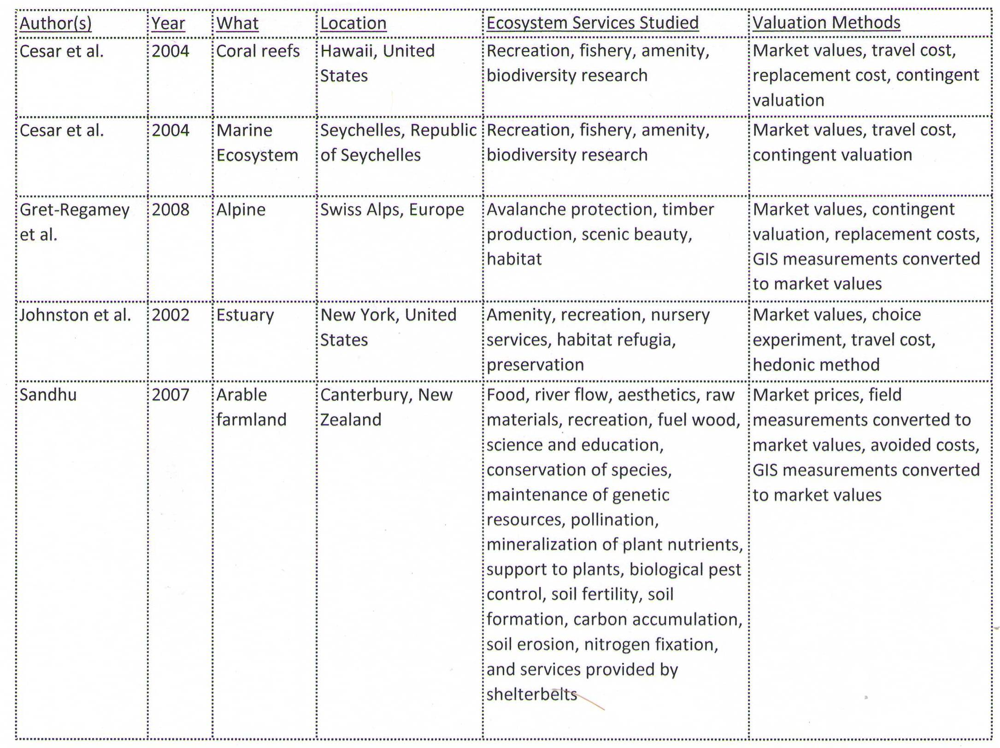 Author(s) Year What Location Ecosystem Services Studied Valuation Methods
Cesar et al. 2004 Coral reefs Hawaii, United Recreation, fishery, amenity, Market values, travel cost,
States biodiversity research replacement cost, contingent
valuation
Cesar et al. 2004 Marine Seychelles, Republic Recreation, fishery, amenity, Market values, travel cost,
Ecosystem of Seychelles biodiversity research contingent valuation
Gret-Regamey 2008 Alpine Swiss Alps, Europe Avalanche protection, timber Market values, contingent
et al. production, scenic beauty, valuation, replacement costs,
habitat GIS measurements converted
to market values
Johnston et al. 2002 Estuary New York, United Amenity, recreation, nursery Market values, choice
States services, habitat refugia, experiment, travel cost,
preservation hedonic method
Sandhu 2007 Arable Canterbury, New Food, river flow, aesthetics, raw Market prices, field
farmland Zealand materials, recreation, fuel wood, measurements converted to
science and education, market values, avoided costs,
conservation of species, GIS measurements converted
maintenance of genetic to market values
resources, pollination,
mineralization of plant nutrients,
support to plants, biological pest
control, soil fertility, soil
formation, carbon accumulation,
soil erosion, nitrogen fixation,
and services provided by
shelterbelts